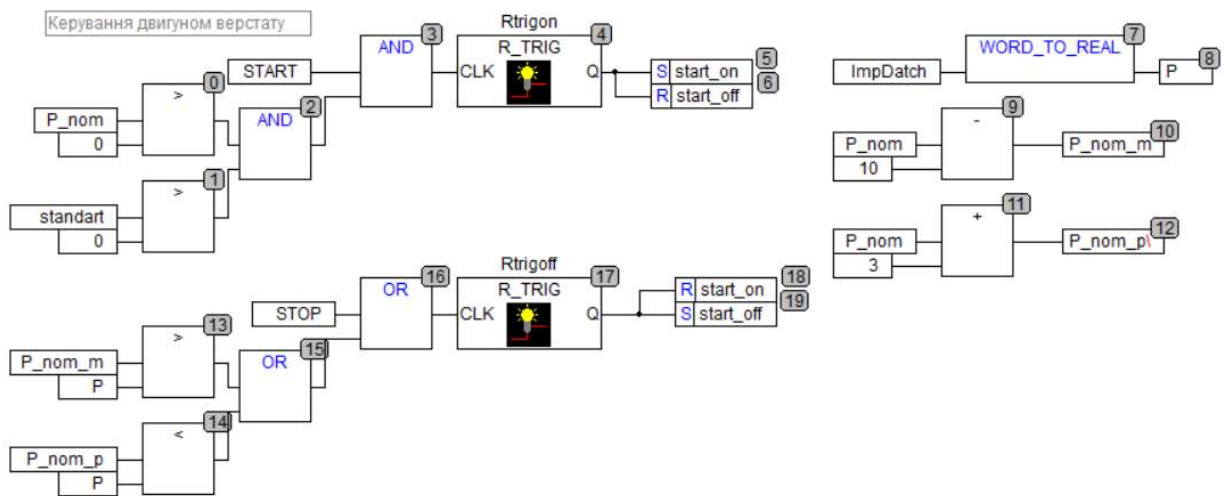 Керування двигуном верстату
Rtrigon
3
4
AND
R_TRIG
5
START
CLK
Q
S start_on
6
R start_off
0
>
2
AND
P_nom
0
1
>
standart
0
7
WORD_TO_REAL
8
ImpDatch
P
9
-
10
P_nom
P_nom_m
10
11
+
12
P_nom
P_nom_p\
3
Rtrigoff
16
17
18
OR
R_TRIG
R start_on
19
STOP
CLK
Q
S start_off
13
>
15
OR
P_nom_m
P
14
<
P_nom_p
P